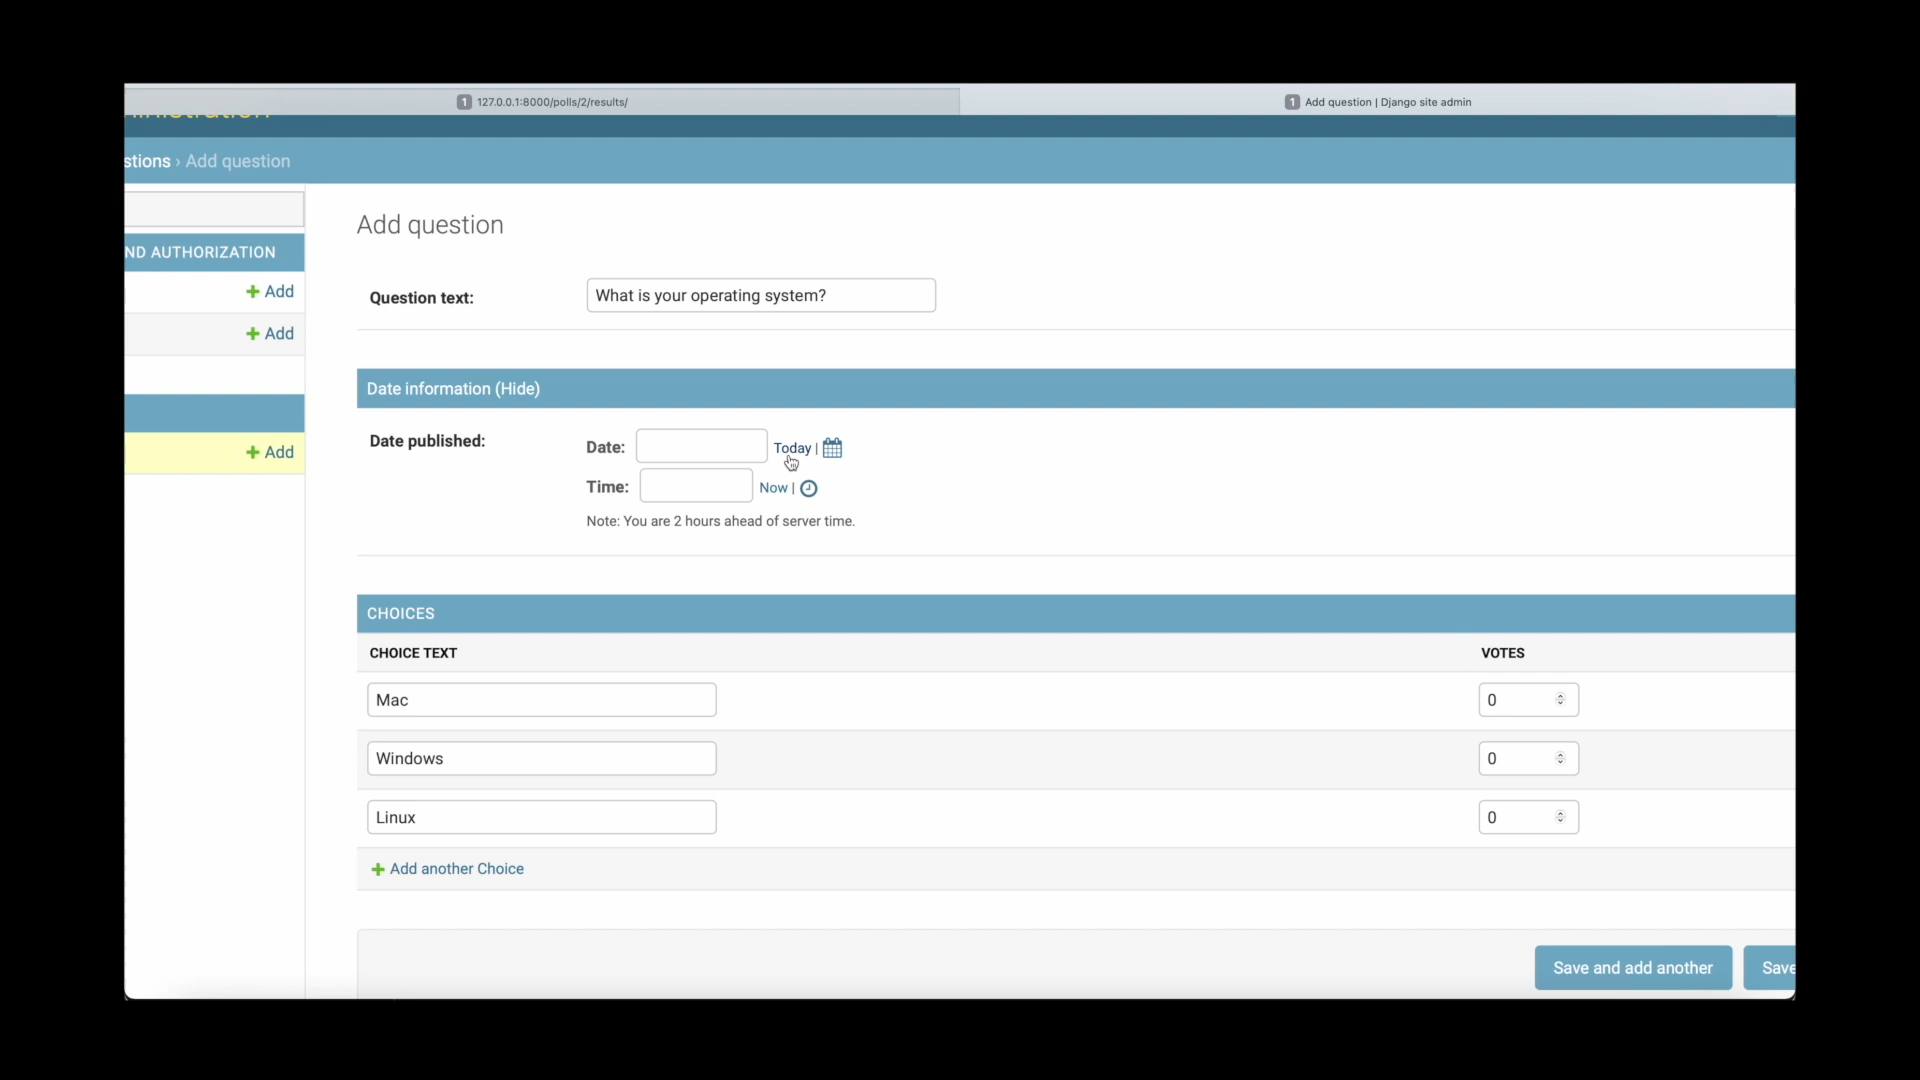 1 127.0.0.1:8000/polls/2/results/
1 Add question | Django site admin
stions › Add question
ND AUTHORIZATION
+ Add
+ Add
+ Add
Add question
Question text: What is your operating system?
Date information (Hide)
Date published:
Date: Today |
Time: Now |
Note: You are 2 hours ahead of server time.
CHOICES
CHOICE TEXT VOTES
Mac 0
Windows 0
Linux 0
+ Add another Choice
Save and add another
Save